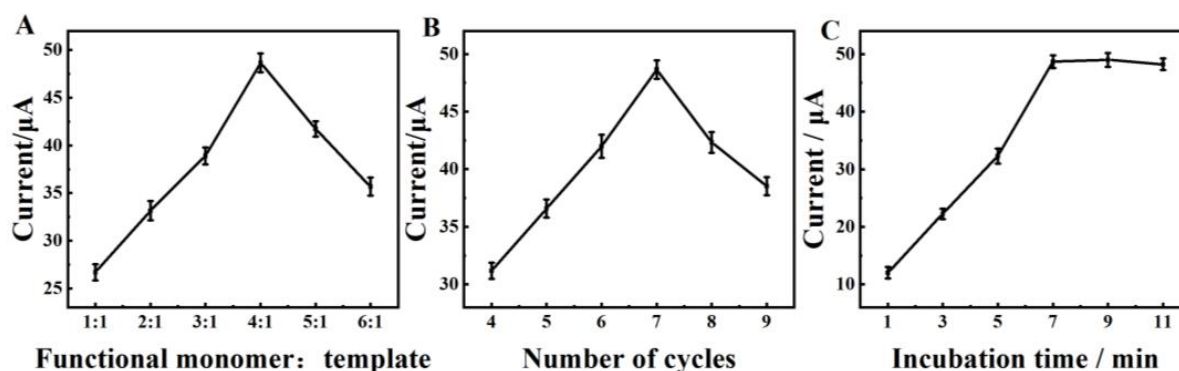 A
Current/μA
50
45
40
35
30
25
1:1 2:1 3:1 4:1 5:1 6:1
Functional monomer：template
B
Current/μA
50
45
40
35
30
4 5 6 7 8 9
Number of cycles
C
Current / μA
50
40
30
20
10
1 3 5 7 9 11
Incubation time / min